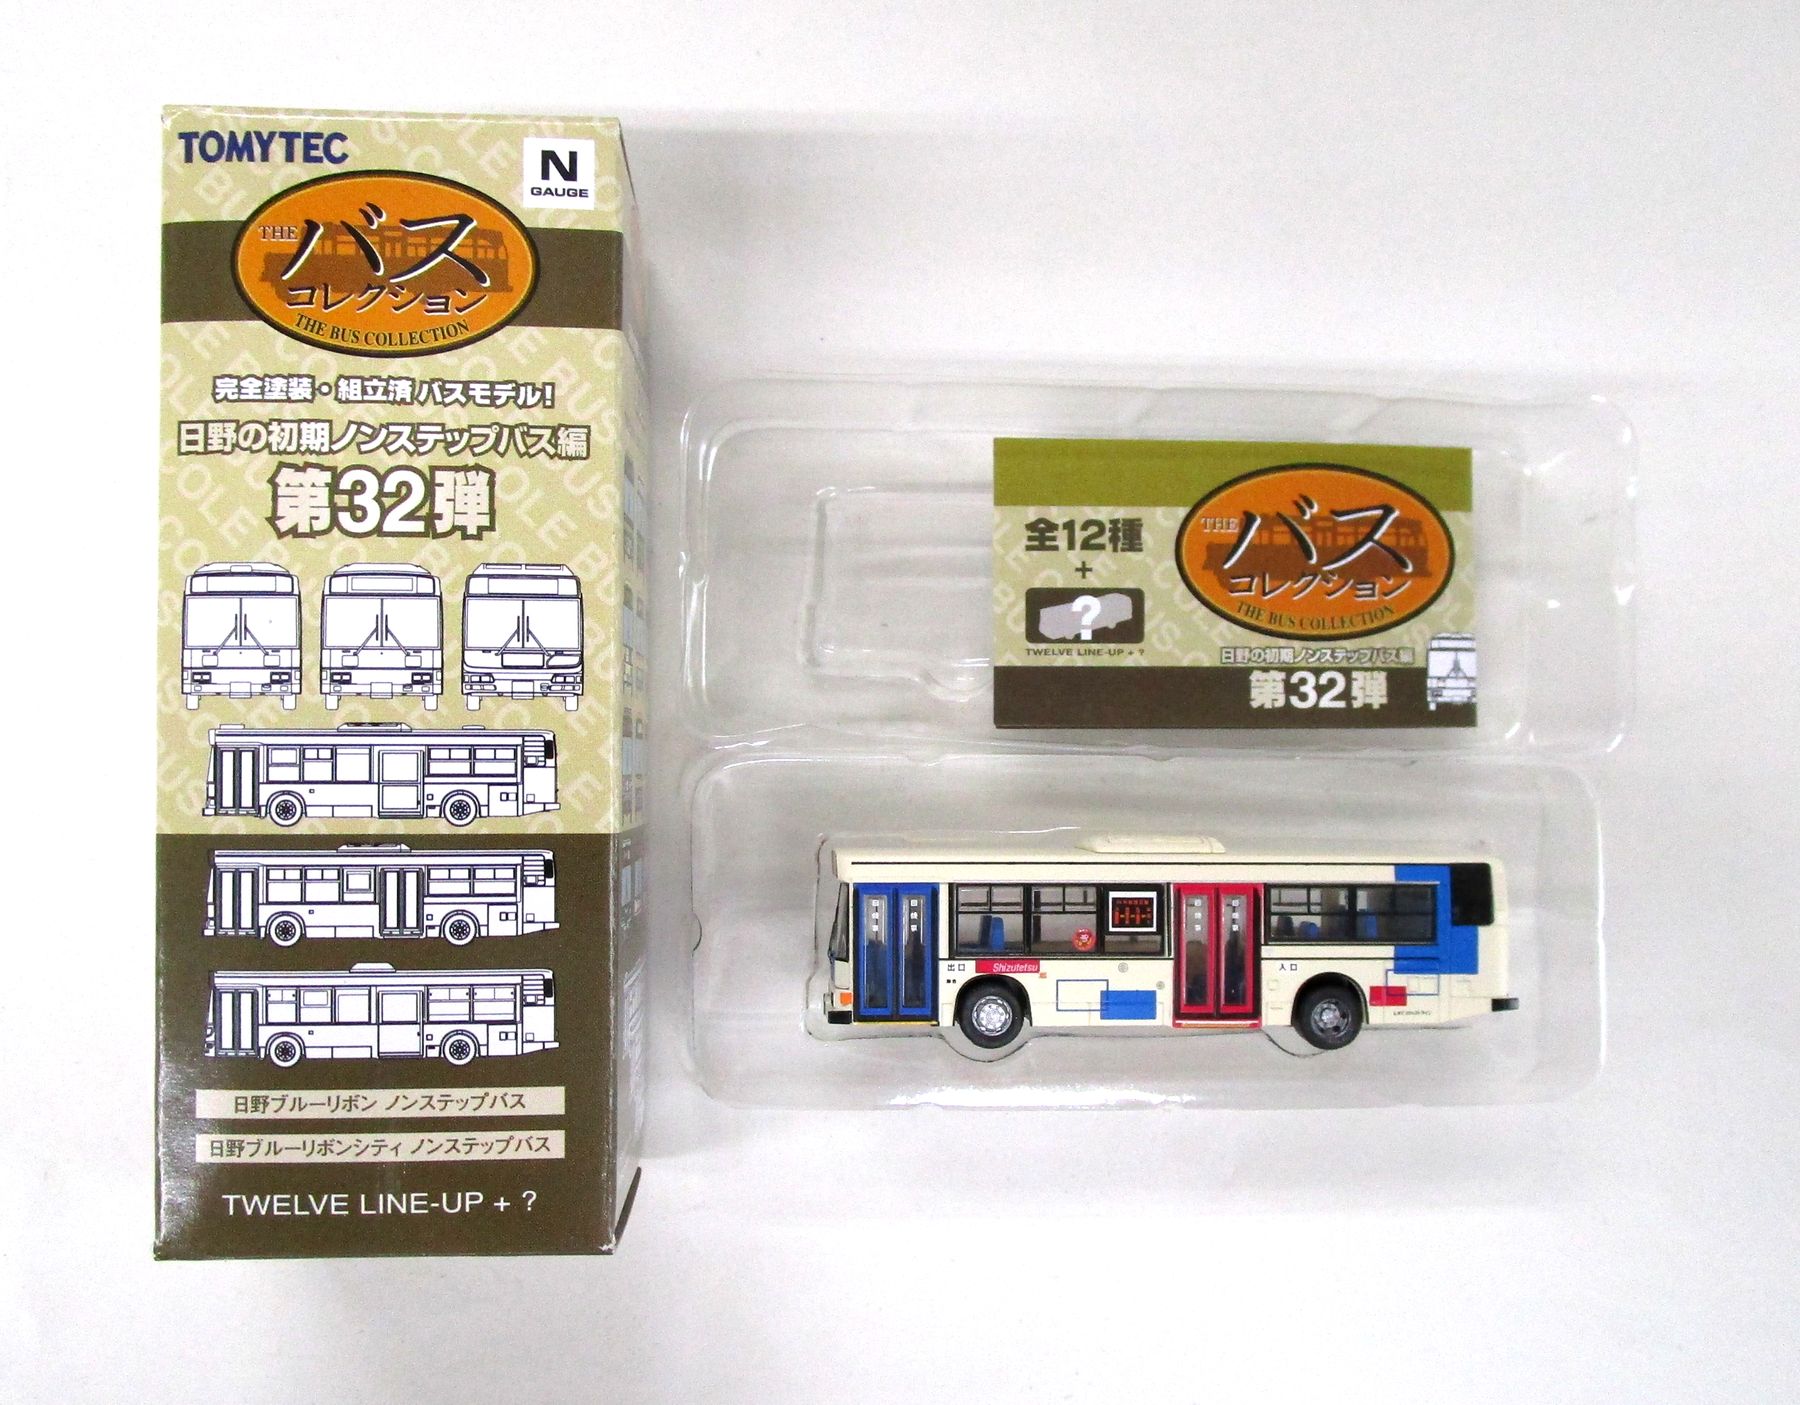 TOMYTEC
N
GAUGE
THE
バス
コレクション
THE BUS COLLECTION
完全塗装・組立済バスモデル!
日野の初期ノンステップバス編
第32弾
日野ブルーリボン ノンステップバス
日野ブルーリボンシティ ノンステップバス
TWELVE LINE-UP + ?
全12種
+
?
TWELVE LINE-UP + ?
THE
バス
コレクション
THE BUS COLLECTION
日野の初期ノンステップバス編
第32弾
出口
Shizutetsu
入口